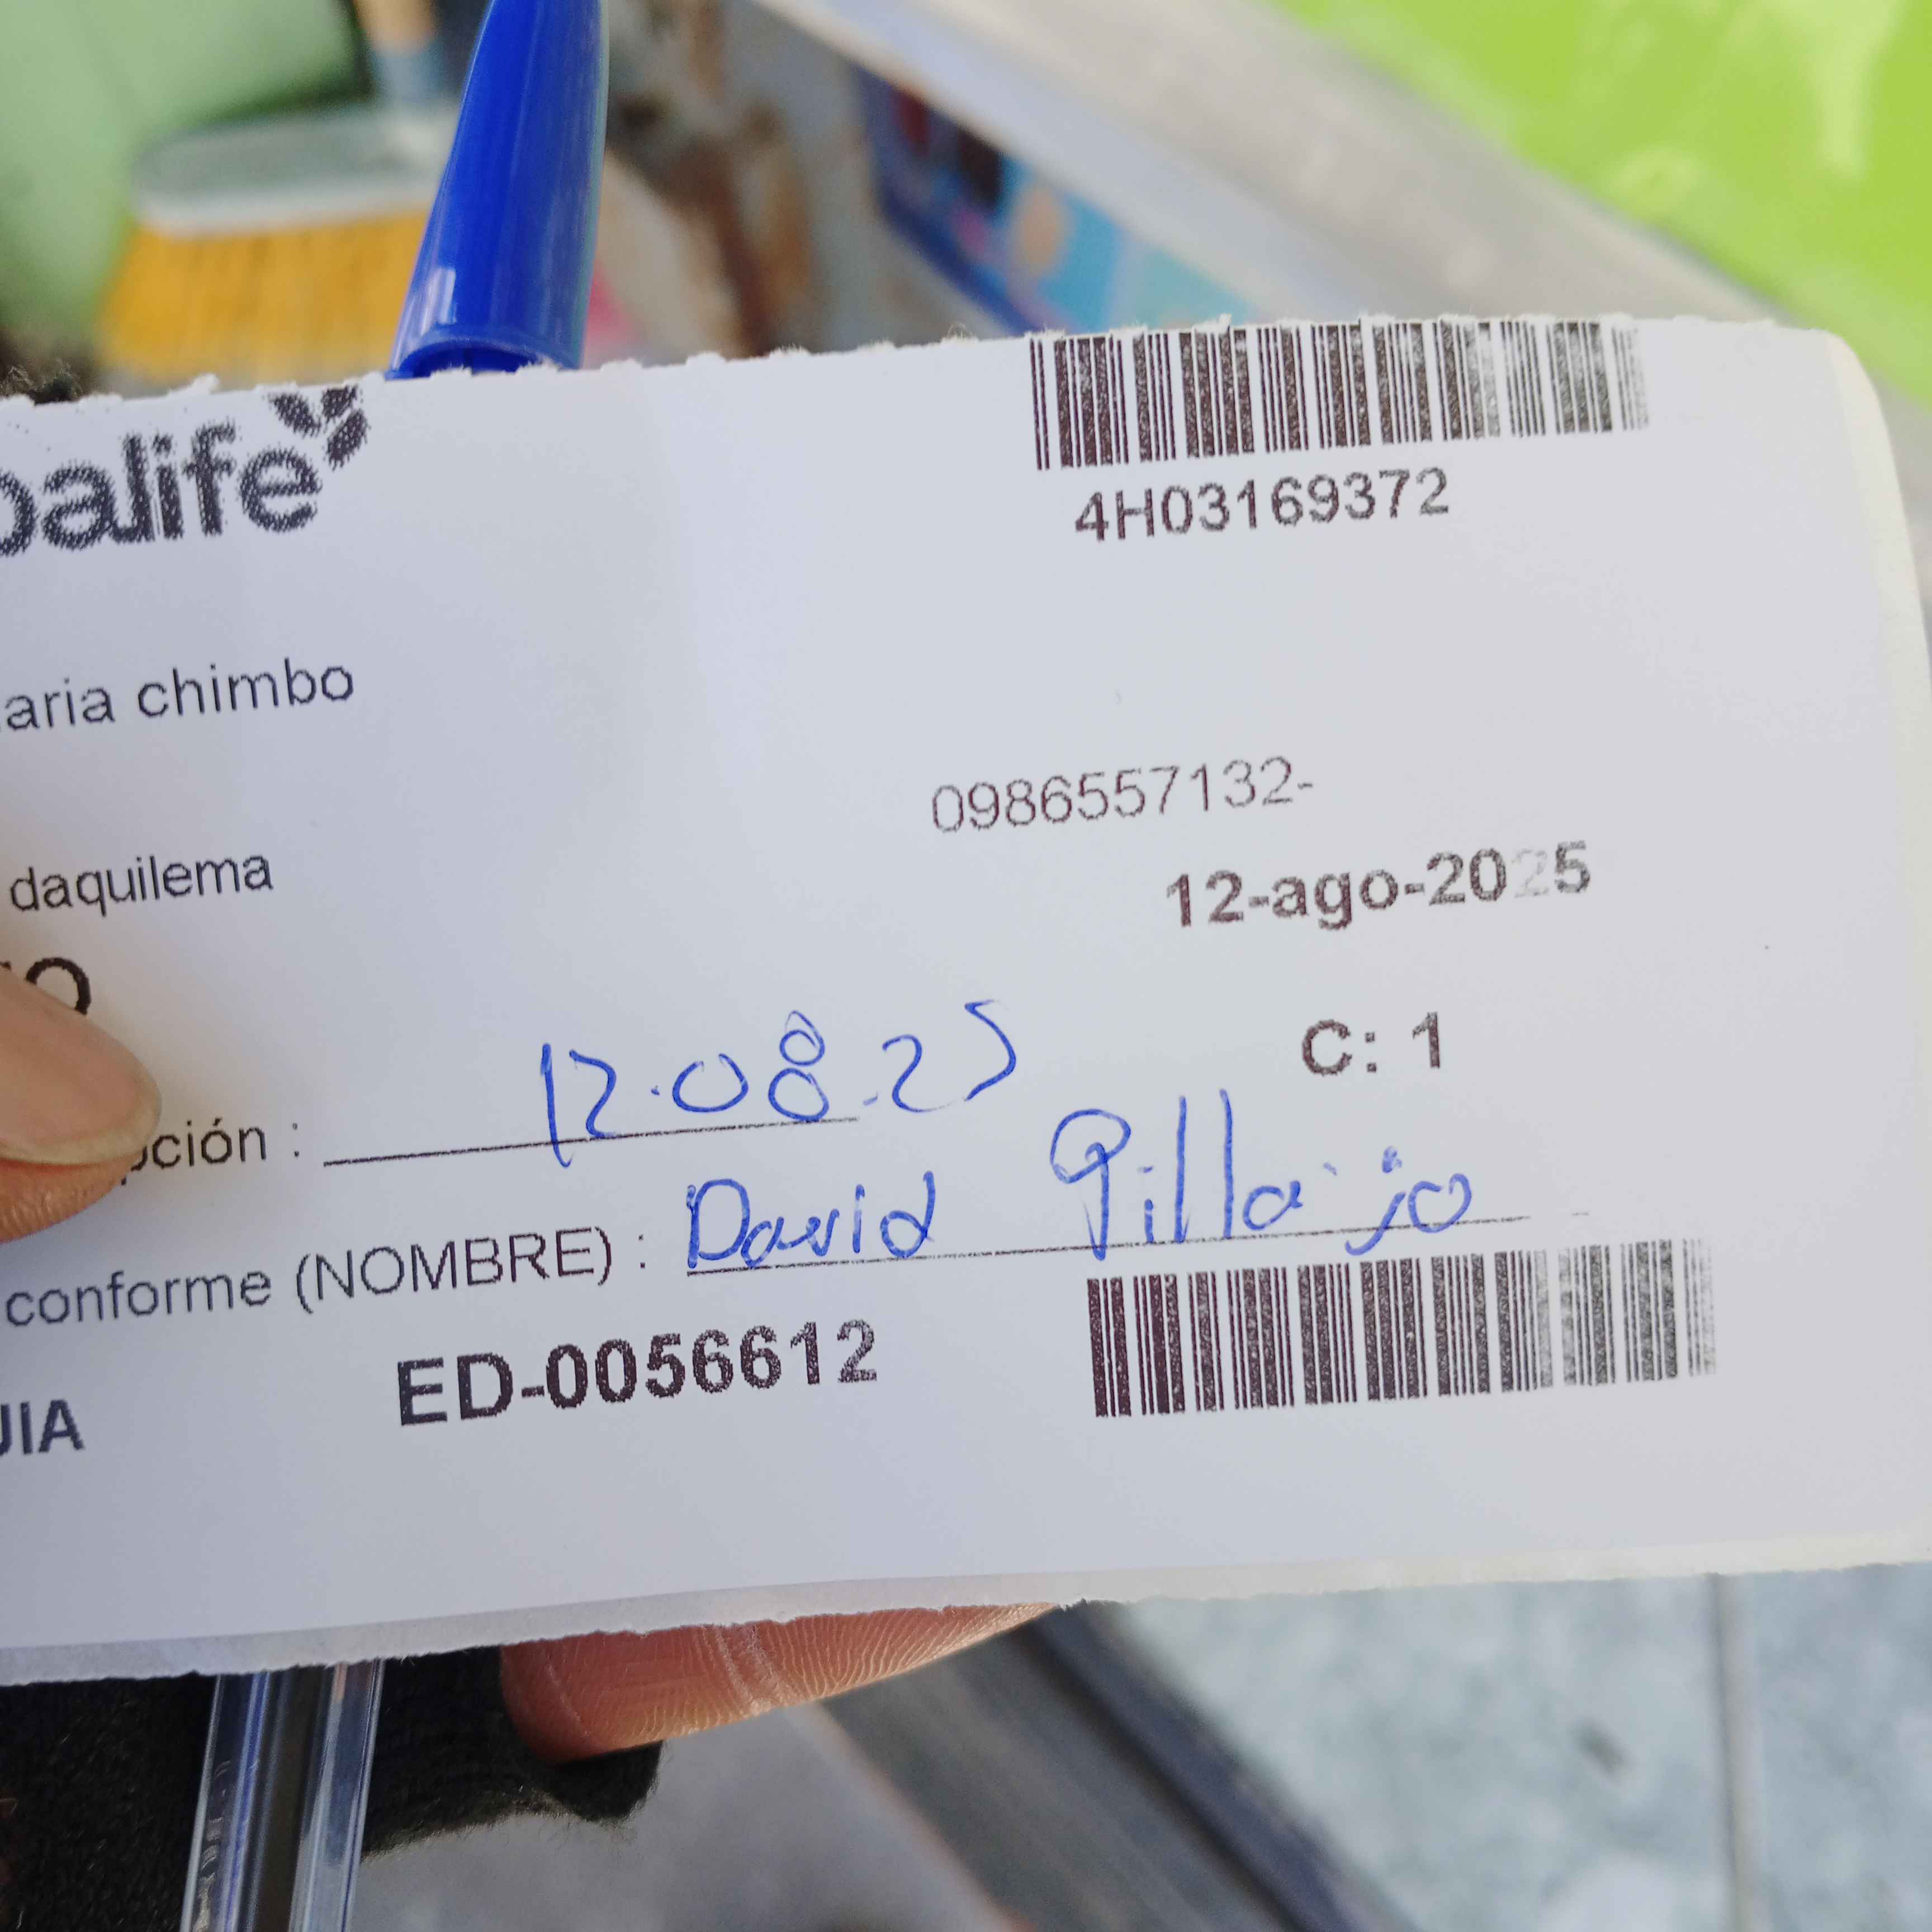 balife
4H03169372
aria chimbo
0986557132-
daquilema
12-ago-2025
C: 1
pción : 12.08.25
conforme (NOMBRE) : David Pillajo
ED-0056612
UIA